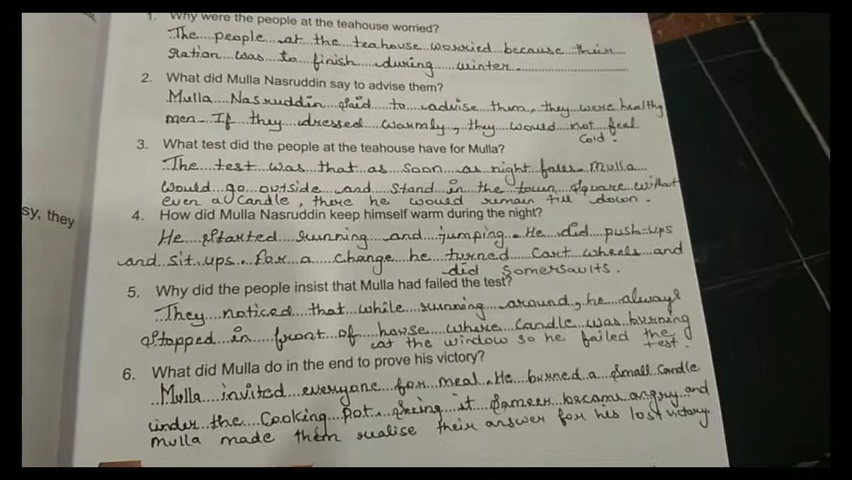 1. Why were the people at the teahouse worried?
The people at the teahouse worried because their
ration was to finish during winter.
2. What did Mulla Nasruddin say to advise them?
Mulla Nasruddin said to advise them, they were healthy
men. If they dressed warmly, they would not feel
cold.
3. What test did the people at the teahouse have for Mulla?
The test was that as soon as night falls Mulla
would go outside and stand in the town square without
even a candle, there he would remain till down.
sy, they
4. How did Mulla Nasruddin keep himself warm during the night?
He started running and jumping. He did push-ups
and sit ups. For a change he turned cart wheels and
did somersaults.
5. Why did the people insist that Mulla had failed the test?
They noticed that while running around, he always
stopped in front of house where candle was burning
at the window so he failed the
test.
6. What did Mulla do in the end to prove his victory?
Mulla invited everyone for meal. He burned a small candle
under the cooking pot. Seeing it Sameer became angry and
mulla made them realise their answer for his lost victory.